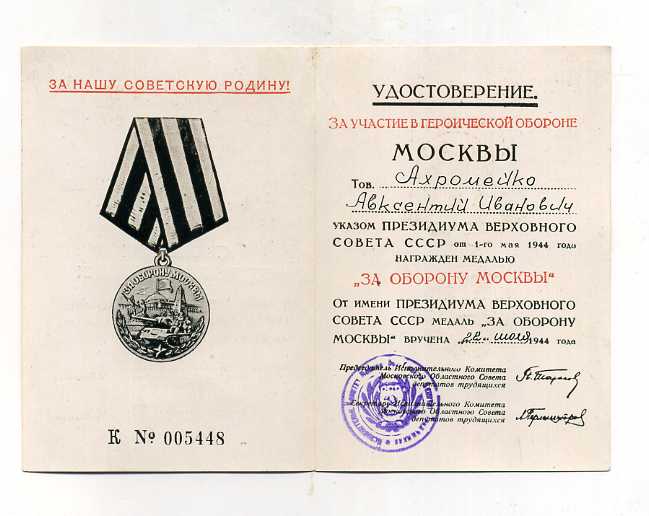 ЗА НАШУ СОВЕТСКУЮ РОДИНУ!
ЗА ОБОРОНУ МОСКВЫ
К № 005448
УДОСТОВЕРЕНИЕ.
ЗА УЧАСТИЕ В ГЕРОИЧЕСКОЙ ОБОРОНЕ
МОСКВЫ
Тов. Ахромейко
Авксентий Иванович
УКАЗОМ ПРЕЗИДИУМА ВЕРХОВНОГО
СОВЕТА СССР от 1-го мая 1944 года
НАГРАЖДЕН МЕДАЛЬЮ
„ЗА ОБОРОНУ МОСКВЫ"
От имени ПРЕЗИДИУМА ВЕРХОВНОГО
СОВЕТА СССР МЕДАЛЬ „ЗА ОБОРОНУ
МОСКВЫ" ВРУЧЕНА „22" июля 1944 года
Председатель Исполнительного Комитета
Московского Областного Совета
депутатов трудящихся
Секретарь Исполнительного Комитета
Московского Областного Совета
депутатов трудящихся